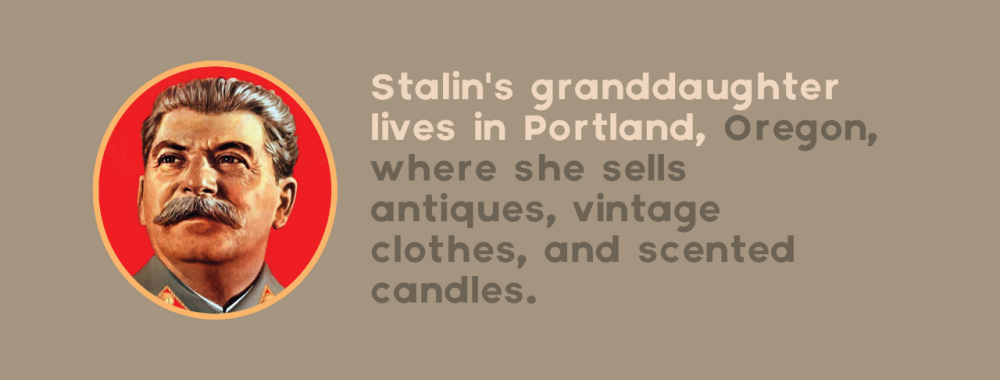 Stalin's granddaughter
lives in Portland, Oregon,
where she sells
antiques, vintage
clothes, and scented
candles.